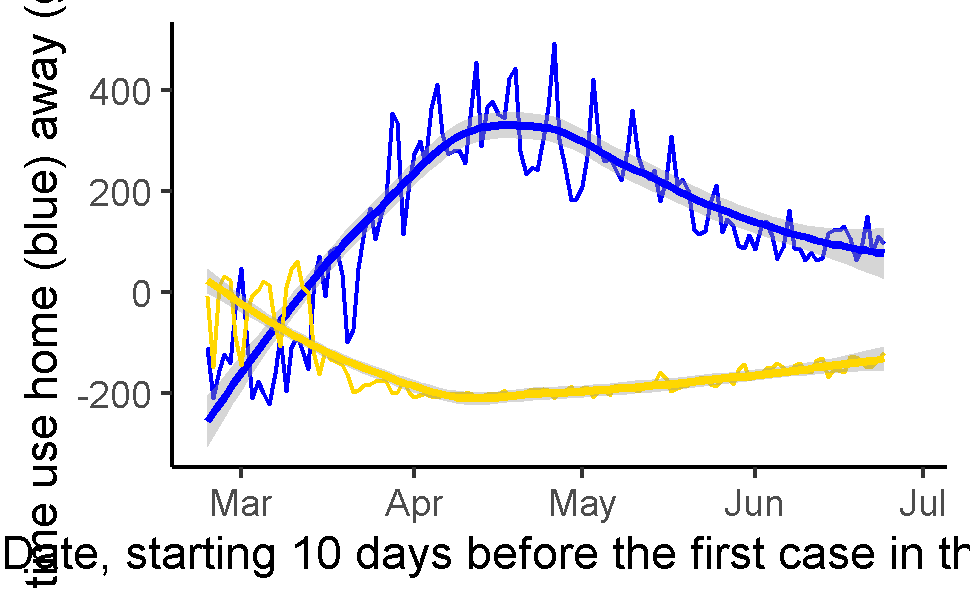 time use home (blue) away (
400
200
0
-200
Mar Apr May Jun Jul
Date, starting 10 days before the first case in th